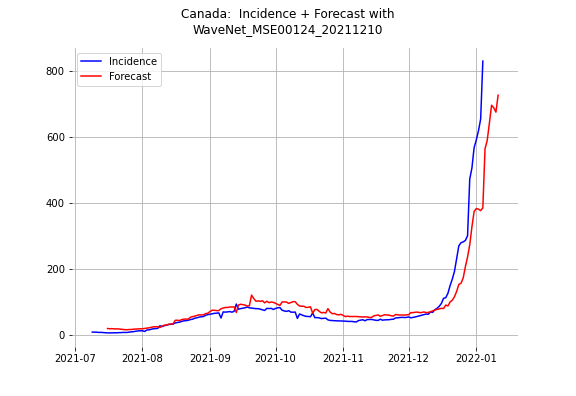 Canada:  Incidence + Forecast with
WaveNet_MSE00124_20211210
Incidence
Forecast
800
600
400
200
0
2021-07 2021-08 2021-09 2021-10 2021-11 2021-12 2022-01